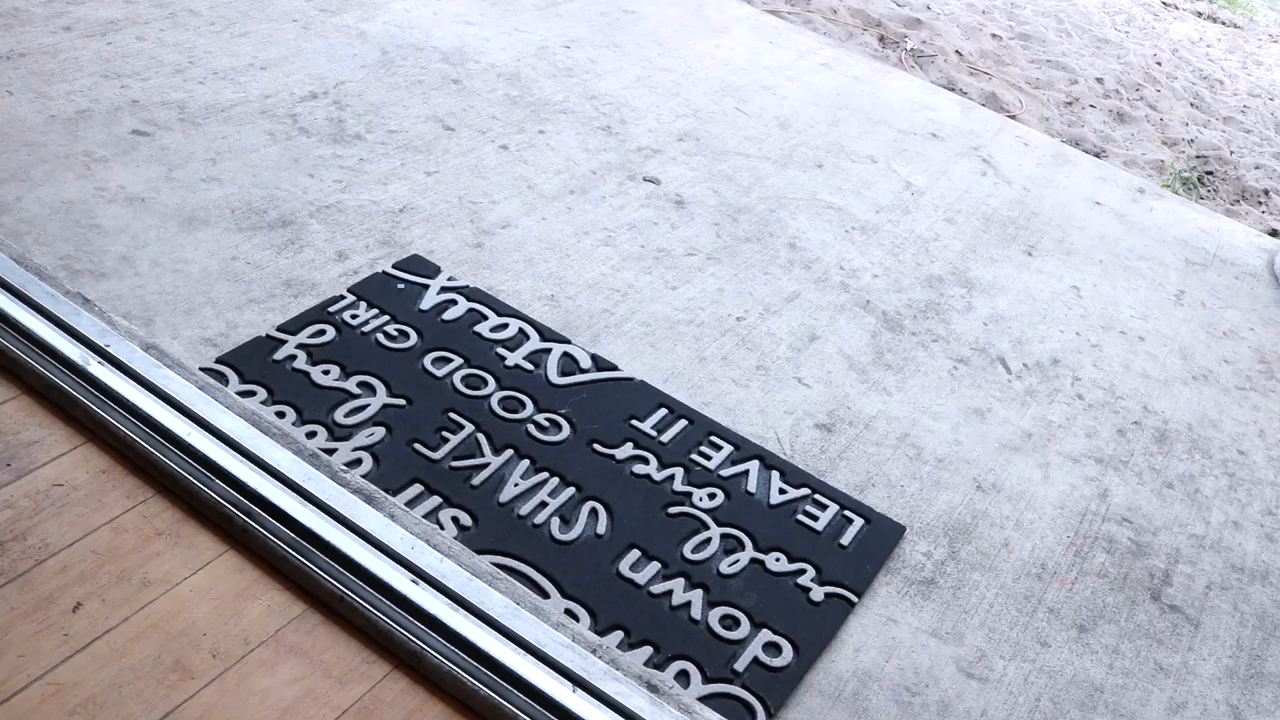 LEAVE IT stay
roll over GOOD GIRL
down SHAKE boy
come sit good